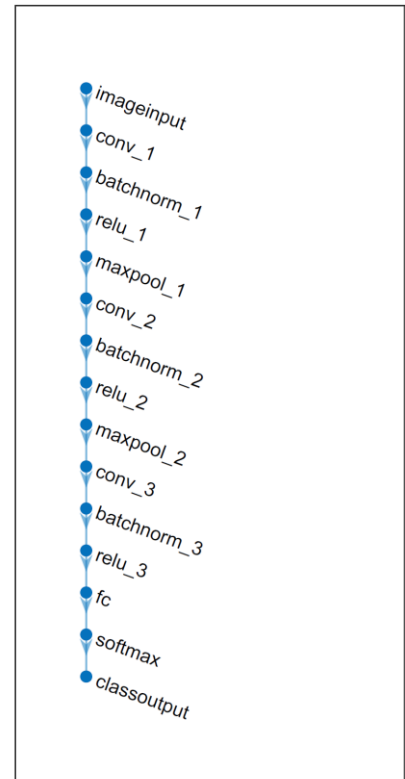 imageinput
conv_1
batchnorm_1
relu_1
maxpool_1
conv_2
batchnorm_2
relu_2
maxpool_2
conv_3
batchnorm_3
relu_3
fc
softmax
classoutput